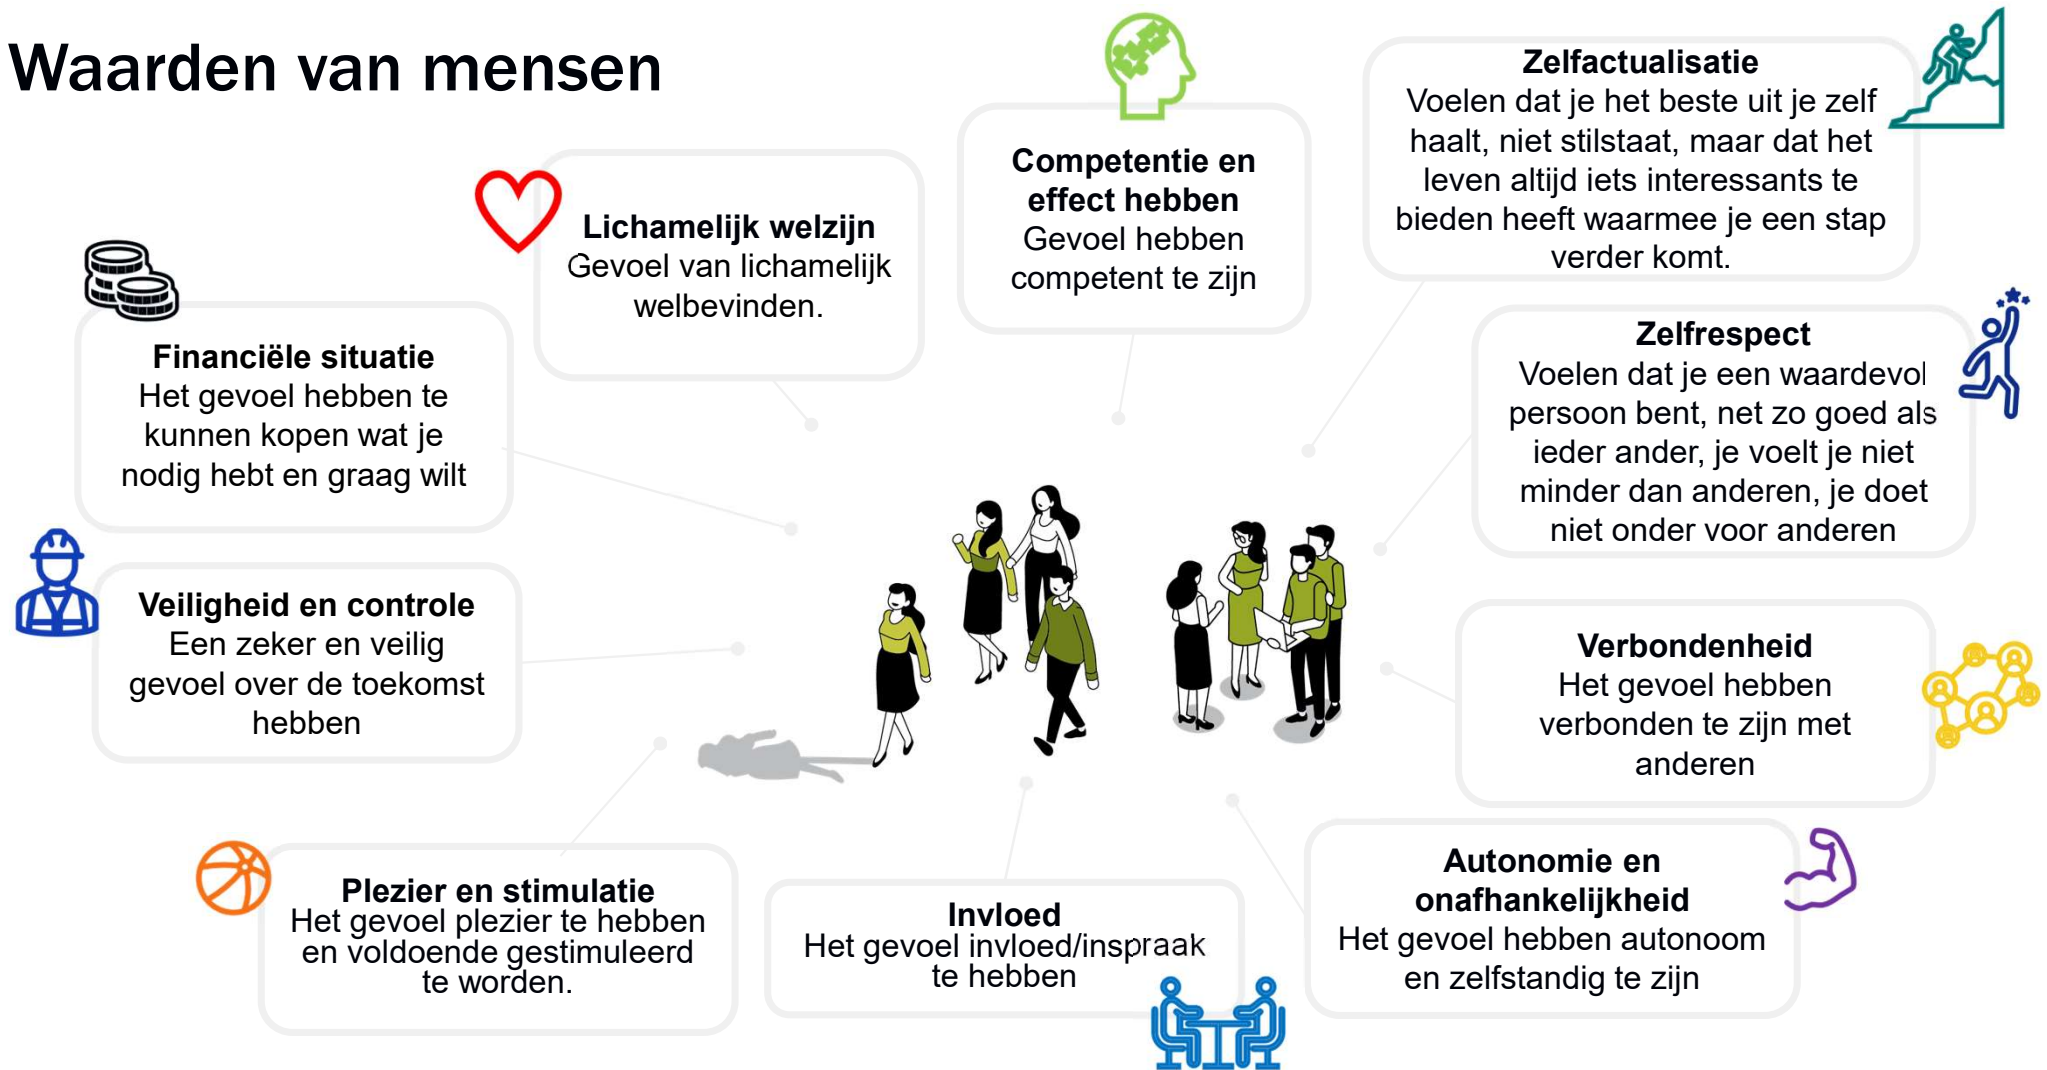 Waarden van mensen
Zelfactualisatie
Voelen dat je het beste uit je zelf
haalt, niet stilstaat, maar dat het
leven altijd iets interessants te
bieden heeft waarmee je een stap
verder komt.
Competentie en
effect hebben
Gevoel hebben
competent te zijn
Lichamelijk welzijn
Gevoel van lichamelijk
welbevinden.
Financiële situatie
Het gevoel hebben te
kunnen kopen wat je
nodig hebt en graag wilt
Zelfrespect
Voelen dat je een waardevol
persoon bent, net zo goed als
ieder ander, je voelt je niet
minder dan anderen, je doet
niet onder voor anderen
Veiligheid en controle
Een zeker en veilig
gevoel over de toekomst
hebben
Verbondenheid
Het gevoel hebben
verbonden te zijn met
anderen
Plezier en stimulatie
Het gevoel plezier te hebben
en voldoende gestimuleerd
te worden.
Invloed
Het gevoel invloed/inspraak
te hebben
Autonomie en
onafhankelijkheid
Het gevoel hebben autonoom
en zelfstandig te zijn